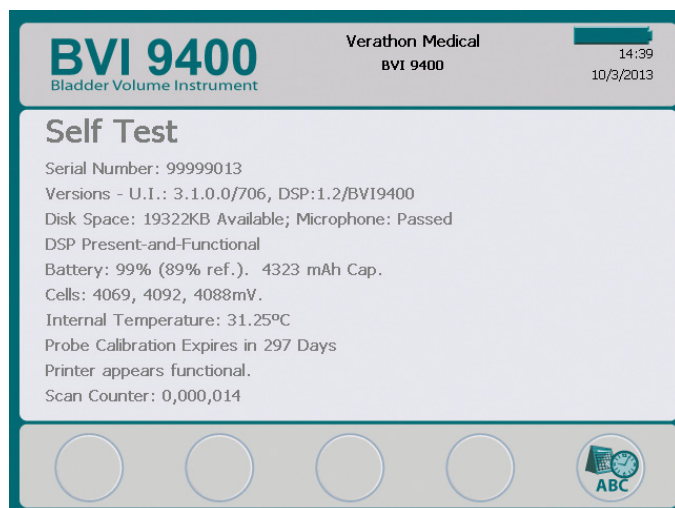 BVI 9400
Bladder Volume Instrument
Verathon Medical
BVI 9400
14:39
10/3/2013
Self Test
Serial Number: 99999013
Versions - U.I.: 3.1.0.0/706, DSP:1.2/BVI9400
Disk Space: 19322KB Available; Microphone: Passed
DSP Present-and-Functional
Battery: 99% (89% ref.).  4323 mAh Cap.
Cells: 4069, 4092, 4088mV.
Internal Temperature: 31.25ºC
Probe Calibration Expires in 297 Days
Printer appears functional.
Scan Counter: 0,000,014
ABC